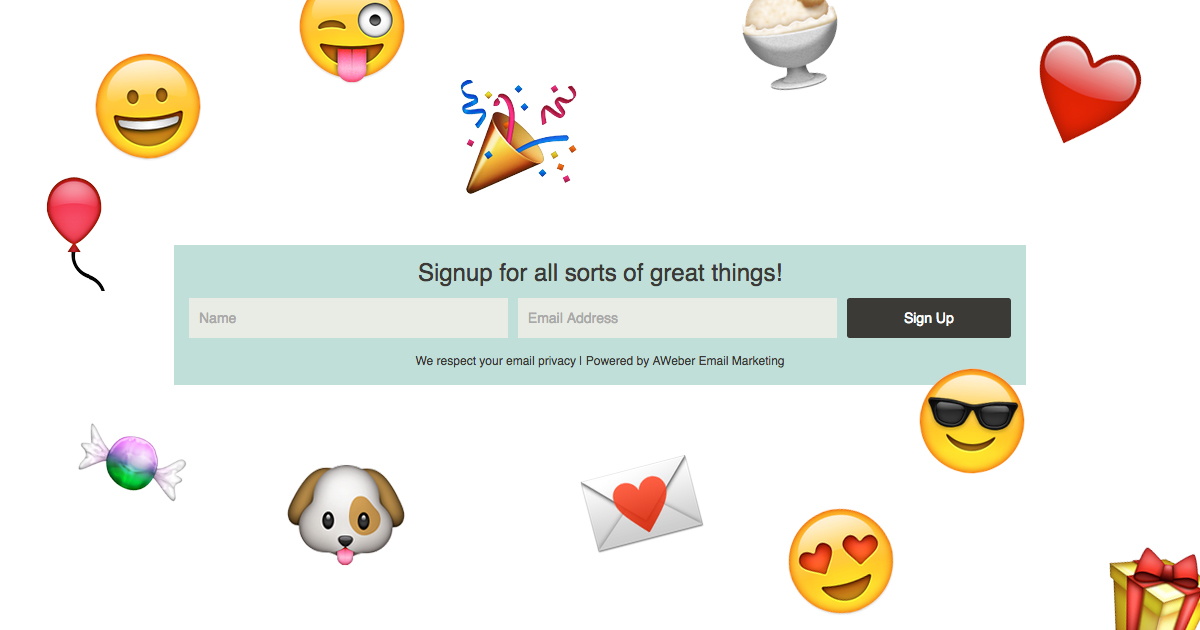 Signup for all sorts of great things!
Name
Email Address
Sign Up
We respect your email privacy | Powered by AWeber Email Marketing